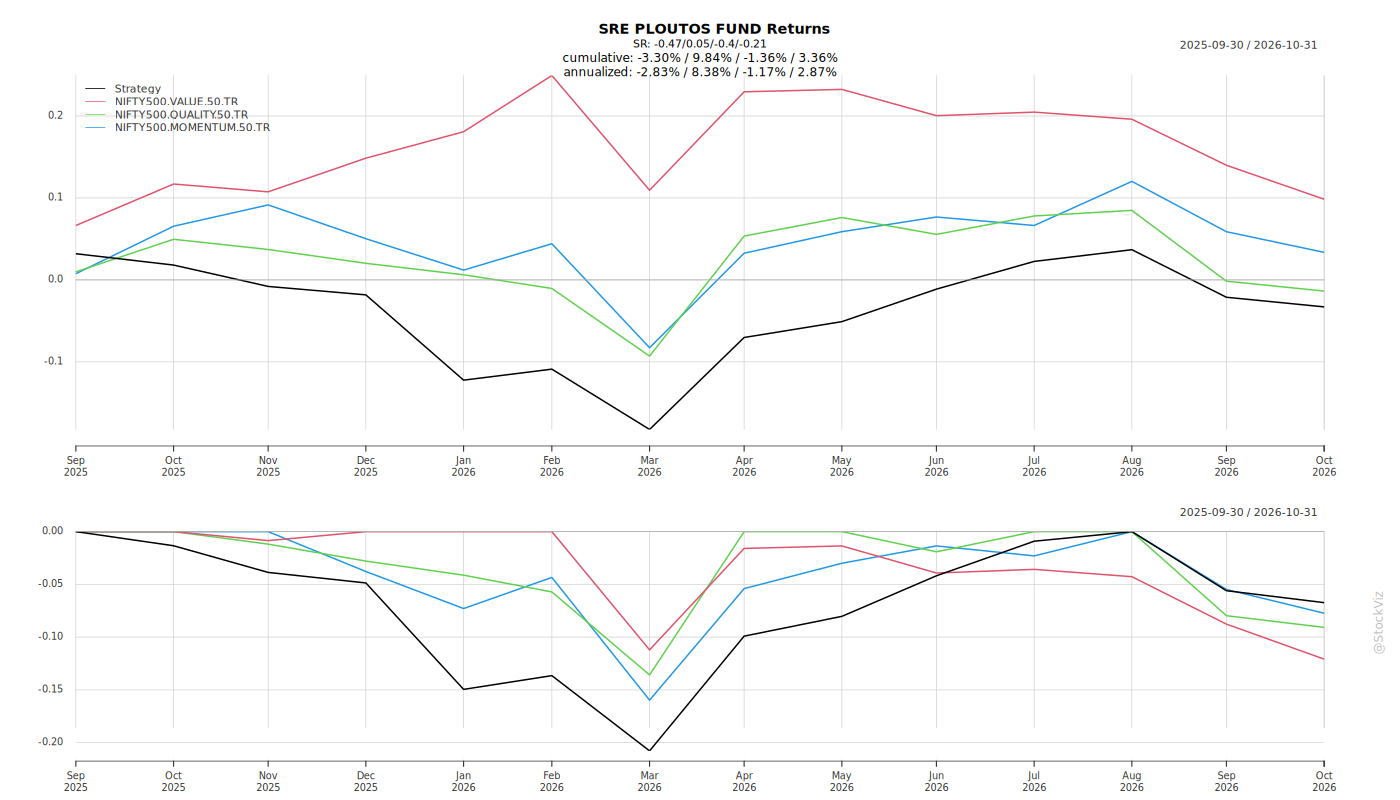 SRE PLOUTOS FUND Returns
SR: -0.47/0.05/-0.4/-0.21
cumulative: -3.30% / 9.84% / -1.36% / 3.36%
annualized: -2.83% / 8.38% / -1.17% / 2.87%
2025-09-30 / 2026-10-31
Strategy
NIFTY500.VALUE.50.TR
NIFTY500.QUALITY.50.TR
NIFTY500.MOMENTUM.50.TR
0.2
0.1
0.0
-0.1
Sep Oct Nov Dec Jan Feb Mar Apr May Jun Jul Aug Sep Oct
2025 2025 2025 2025 2026 2026 2026 2026 2026 2026 2026 2026 2026 2026
2025-09-30 / 2026-10-31
0.00
-0.05
-0.10
-0.15
-0.20
Sep Oct Nov Dec Jan Feb Mar Apr May Jun Jul Aug Sep Oct
2025 2025 2025 2025 2026 2026 2026 2026 2026 2026 2026 2026 2026 2026
@StockViz